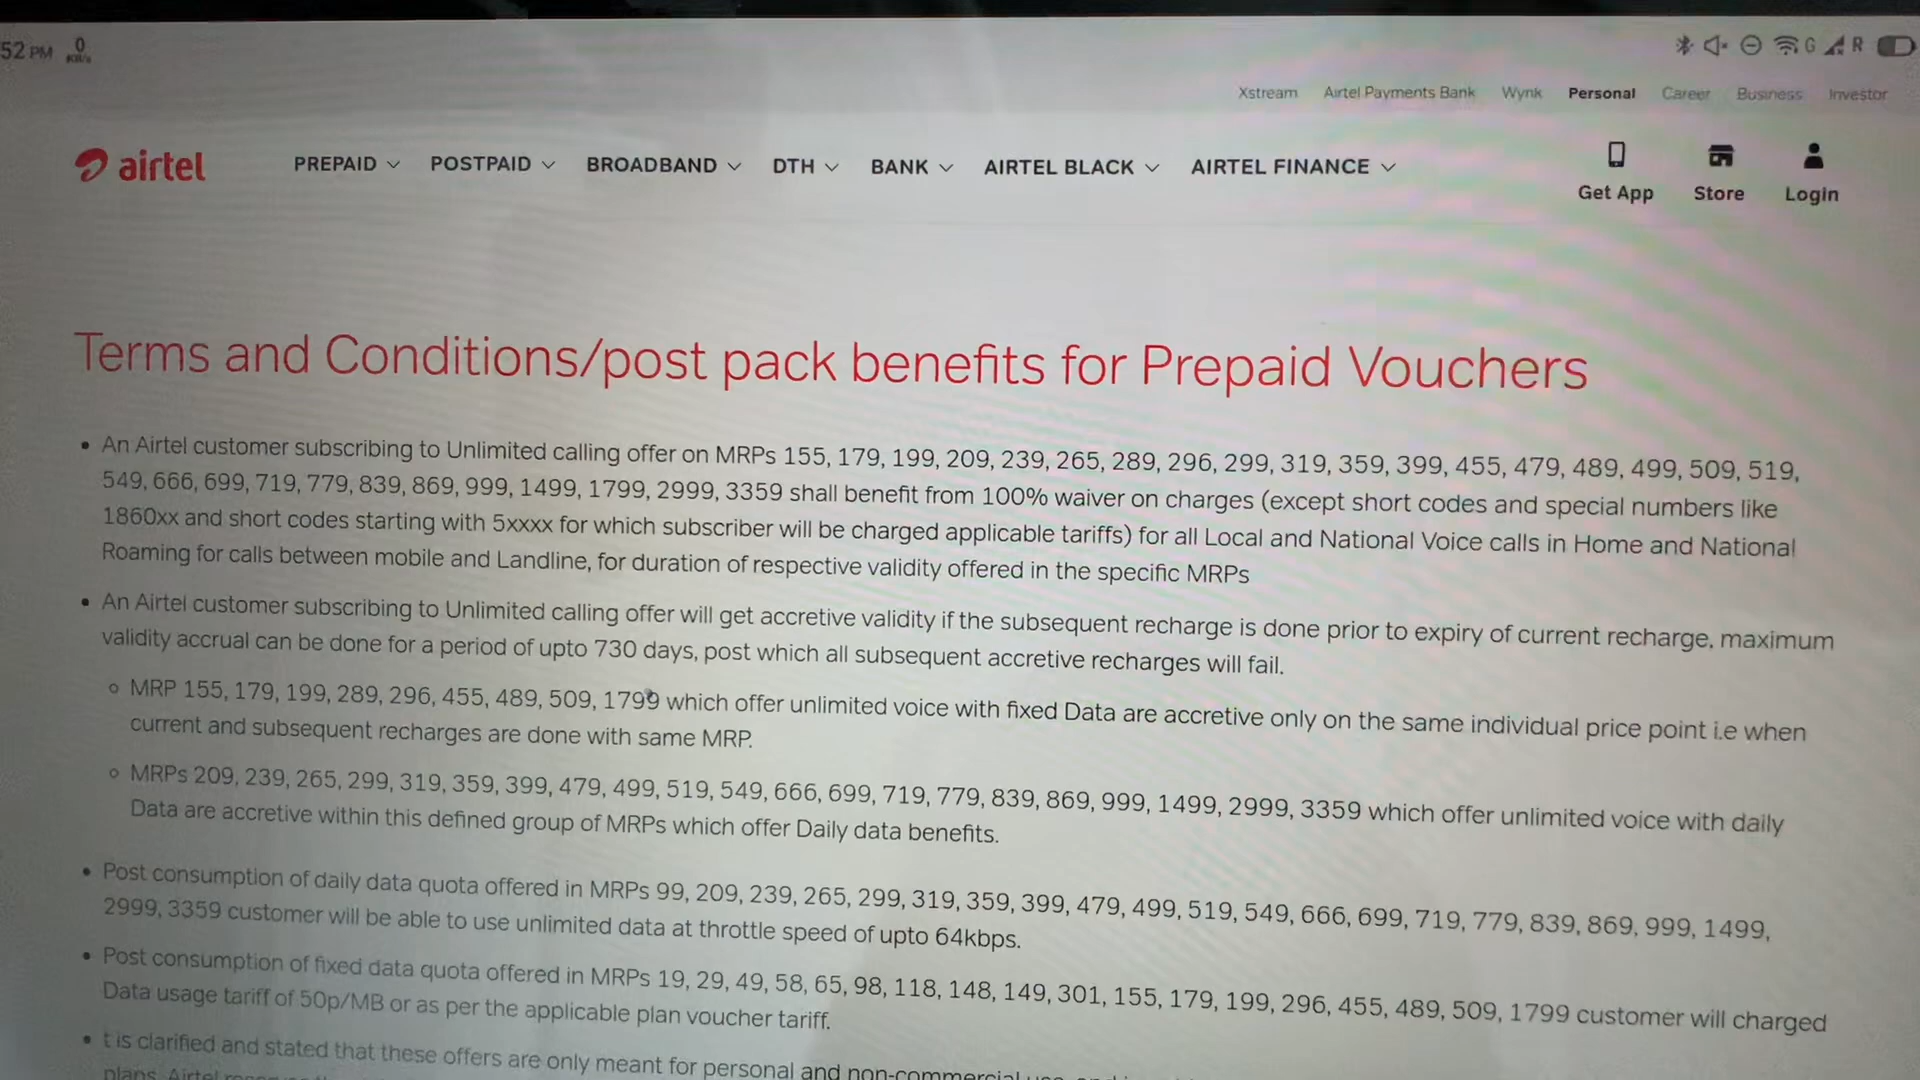 52 PM 0 KB/s G R
Xstream Airtel Payments Bank Wynk Personal Career Business Investor
airtel PREPAID POSTPAID BROADBAND DTH BANK AIRTEL BLACK AIRTEL FINANCE Get App Store Login
Terms and Conditions/post pack benefits for Prepaid Vouchers
• An Airtel customer subscribing to Unlimited calling offer on MRPs 155, 179, 199, 209, 239, 265, 289, 296, 299, 319, 359, 399, 455, 479, 489, 499, 509, 519,
549, 666, 699, 719, 779, 839, 869, 999, 1499, 1799, 2999, 3359 shall benefit from 100% waiver on charges (except short codes and special numbers like
1860xx and short codes starting with 5xxxx for which subscriber will be charged applicable tariffs) for all Local and National Voice calls in Home and National
Roaming for calls between mobile and Landline, for duration of respective validity offered in the specific MRPs
• An Airtel customer subscribing to Unlimited calling offer will get accretive validity if the subsequent recharge is done prior to expiry of current recharge, maximum
validity accrual can be done for a period of upto 730 days, post which all subsequent accretive recharges will fail.
◦ MRP 155, 179, 199, 289, 296, 455, 489, 509, 1799 which offer unlimited voice with fixed Data are accretive only on the same individual price point i.e when
current and subsequent recharges are done with same MRP.
◦ MRPs 209, 239, 265, 299, 319, 359, 399, 479, 499, 519, 549, 666, 699, 719, 779, 839, 869, 999, 1499, 2999, 3359 which offer unlimited voice with daily
Data are accretive within this defined group of MRPs which offer Daily data benefits.
• Post consumption of daily data quota offered in MRPs 99, 209, 239, 265, 299, 319, 359, 399, 479, 499, 519, 549, 666, 699, 719, 779, 839, 869, 999, 1499,
2999, 3359 customer will be able to use unlimited data at throttle speed of upto 64kbps.
• Post consumption of fixed data quota offered in MRPs 19, 29, 49, 58, 65, 98, 118, 148, 149, 301, 155, 179, 199, 296, 455, 489, 509, 1799 customer will charged
Data usage tariff of 50p/MB or as per the applicable plan voucher tariff.
• t is clarified and stated that these offers are only meant for personal and non-commercial
plans. Airtel